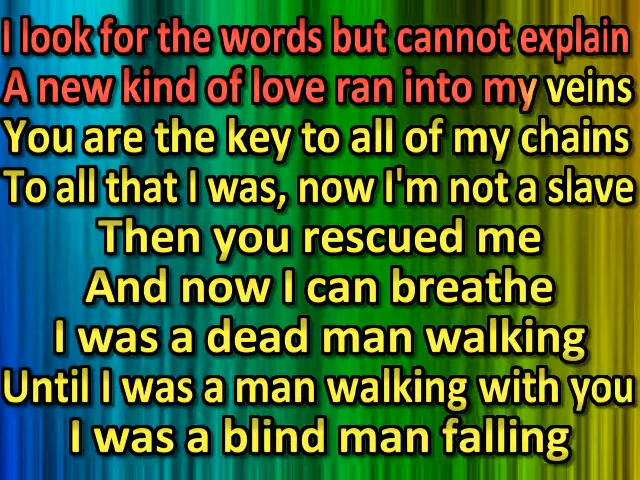 I look for the words but cannot explain
A new kind of love ran into my veins
You are the key to all of my chains
To all that I was, now I'm not a slave
Then you rescued me
And now I can breathe
I was a dead man walking
Until I was a man walking with you
I was a blind man falling